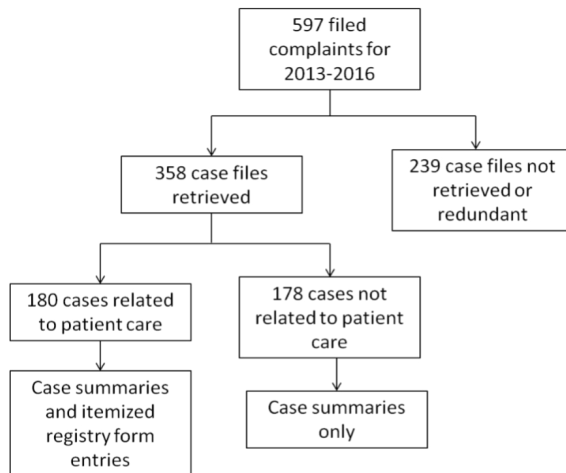 597 filed
complaints for
2013-2016
358 case files
retrieved
239 case files not
retrieved or
redundant
180 cases related
to patient care
178 cases not
related to patient
care
Case summaries
and itemized
registry form
entries
Case summaries
only